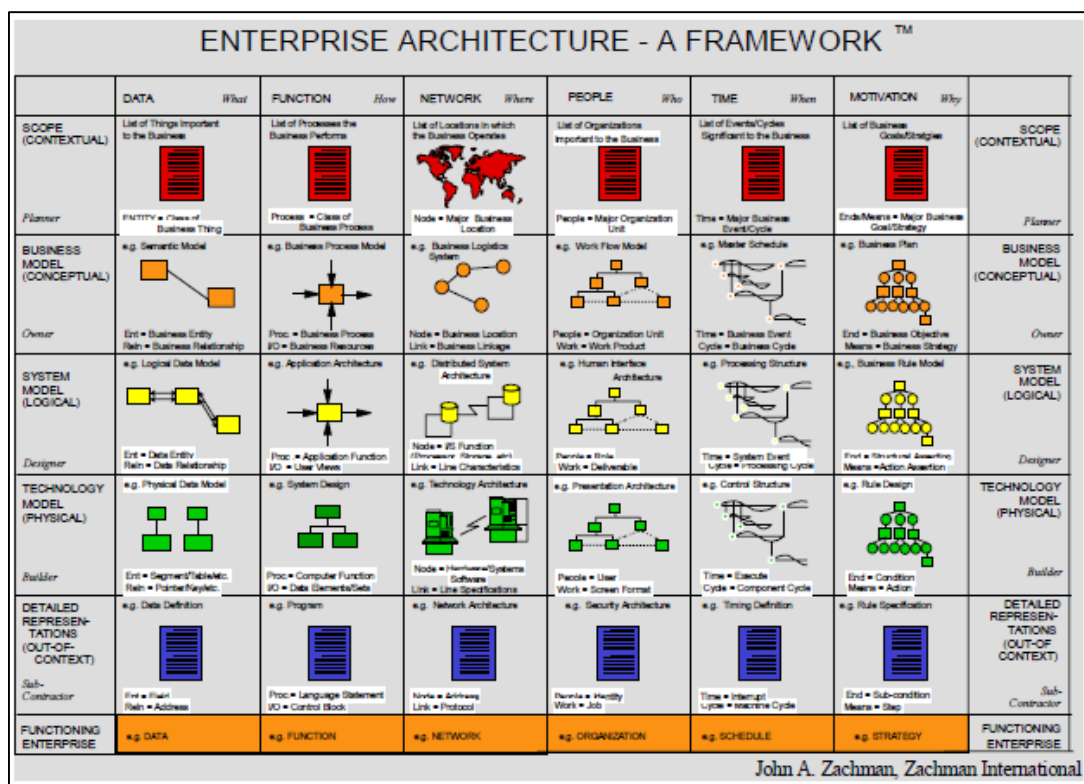 ENTERPRISE ARCHITECTURE - A FRAMEWORK ™
DATA What
FUNCTION How
NETWORK Where
PEOPLE Who
TIME When
MOTIVATION Why
SCOPE
(CONTEXTUAL)
Planner
List of Things Important
to the Business
ENTITY = Class of
Business Thing
List of Processes the
Business Performs
Process = Class of
Business Process
List of Locations in which
the Business Operates
Node = Major Business
Location
List of Organizations
Important to the Business
People = Major Organization
Unit
List of Events/Cycles
Significant to the Business
Time = Major Business
Event/Cycle
List of Business
Goals/Stratgies
Ends/Means = Major Business
Goal/Strategy
SCOPE
(CONTEXTUAL)
Planner
BUSINESS
MODEL
(CONCEPTUAL)
Owner
e.g. Semantic Model
Ent = Business Entity
Reln = Business Relationship
e.g. Business Process Model
Proc. = Business Process
I/O = Business Resources
e.g. Business Logistics
System
Node = Business Location
Link = Business Linkage
e.g. Work Flow Model
People = Organization Unit
Work = Work Product
e.g. Master Schedule
Time = Business Event
Cycle = Business Cycle
e.g. Business Plan
End = Business Objective
Means = Business Strategy
BUSINESS
MODEL
(CONCEPTUAL)
Owner
SYSTEM
MODEL
(LOGICAL)
Designer
e.g. Logical Data Model
Ent = Data Entity
Reln = Data Relationship
e.g. Application Architecture
Proc. = Application Function
I/O = User Views
e.g. Distributed System
Architecture
Node = I/S Function
(Processor, Storage, etc)
Link = Line Characteristics
e.g. Human Interface
Architecture
People = Role
Work = Deliverable
e.g. Processing Structure
Time = System Event
Cycle = Processing Cycle
e.g. Business Rule Model
End = Structural Assertion
Means = Action Assertion
SYSTEM
MODEL
(LOGICAL)
Designer
TECHNOLOGY
MODEL
(PHYSICAL)
Builder
e.g. Physical Data Model
Ent = Segment/Table/etc.
Reln = Pointer/Key/etc.
e.g. System Design
Proc. = Computer Function
I/O = Data Elements/Sets
e.g. Technology Architecture
Node = Hardware/Systems
Software
Link = Line Specifications
e.g. Presentation Architecture
People = User
Work = Screen Format
e.g. Control Structure
Time = Execute
Cycle = Component Cycle
e.g. Rule Design
End = Condition
Means = Action
TECHNOLOGY
MODEL
(PHYSICAL)
Builder
DETAILED
REPRESEN-
TATIONS
(OUT-OF-
CONTEXT)
Sub-
Contractor
e.g. Data Definition
Ent = Field
Reln = Address
e.g. Program
Proc. = Language Statement
I/O = Control Block
e.g. Network Architecture
Node = Address
Link = Protocol
e.g. Security Architecture
People = Identity
Work = Job
e.g. Timing Definition
Time = Interrupt
Cycle = Machine Cycle
e.g. Rule Specification
End = Sub-condition
Means = Step
DETAILED
REPRESEN-
TATIONS
(OUT-OF
CONTEXT)
Sub-
Contractor
FUNCTIONING
ENTERPRISE
e.g. DATA
e.g. FUNCTION
e.g. NETWORK
e.g. ORGANIZATION
e.g. SCHEDULE
e.g. STRATEGY
FUNCTIONING
ENTERPRISE
John A. Zachman, Zachman International